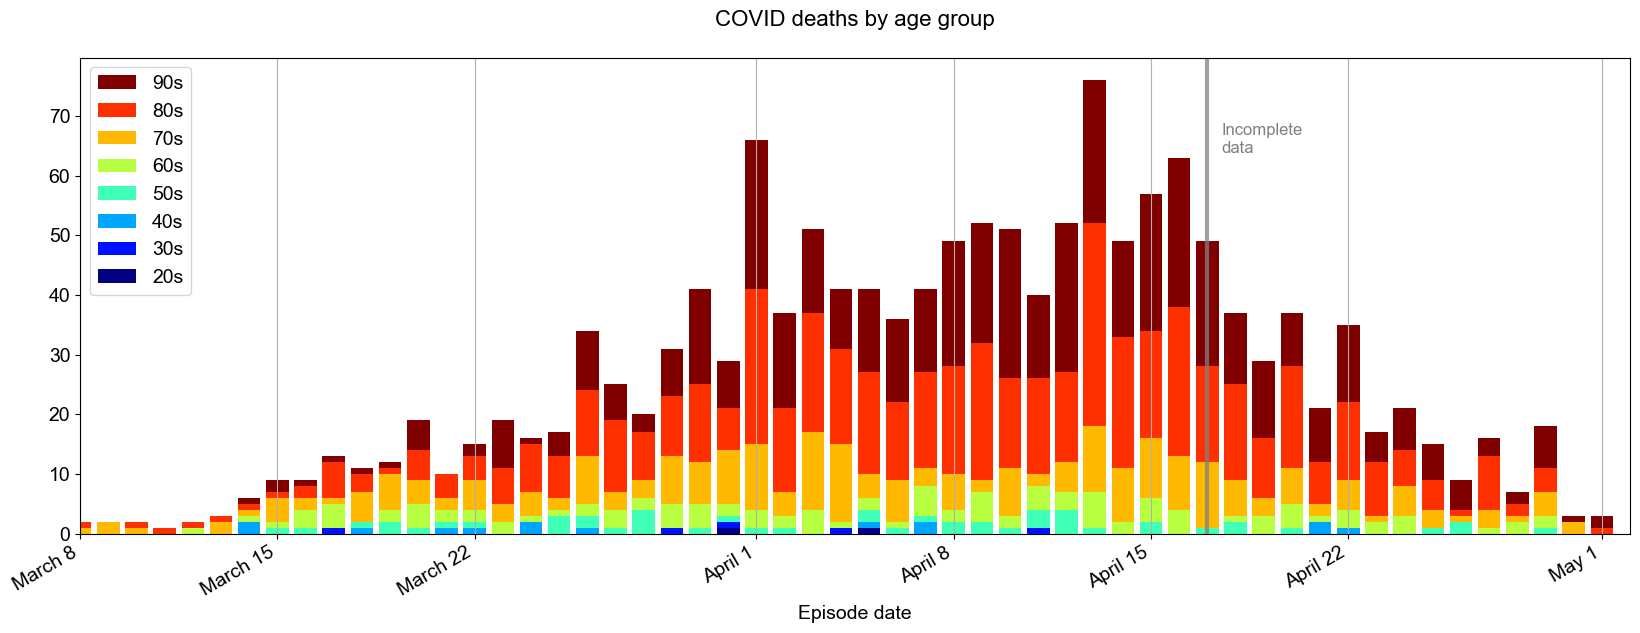 COVID deaths by age group
90s
80s
70s
60s
50s
40s
30s
20s
Incomplete
data
70
60
50
40
30
20
10
0
March 8
March 15
March 22
April 1
April 8
April 15
April 22
May 1
Episode date